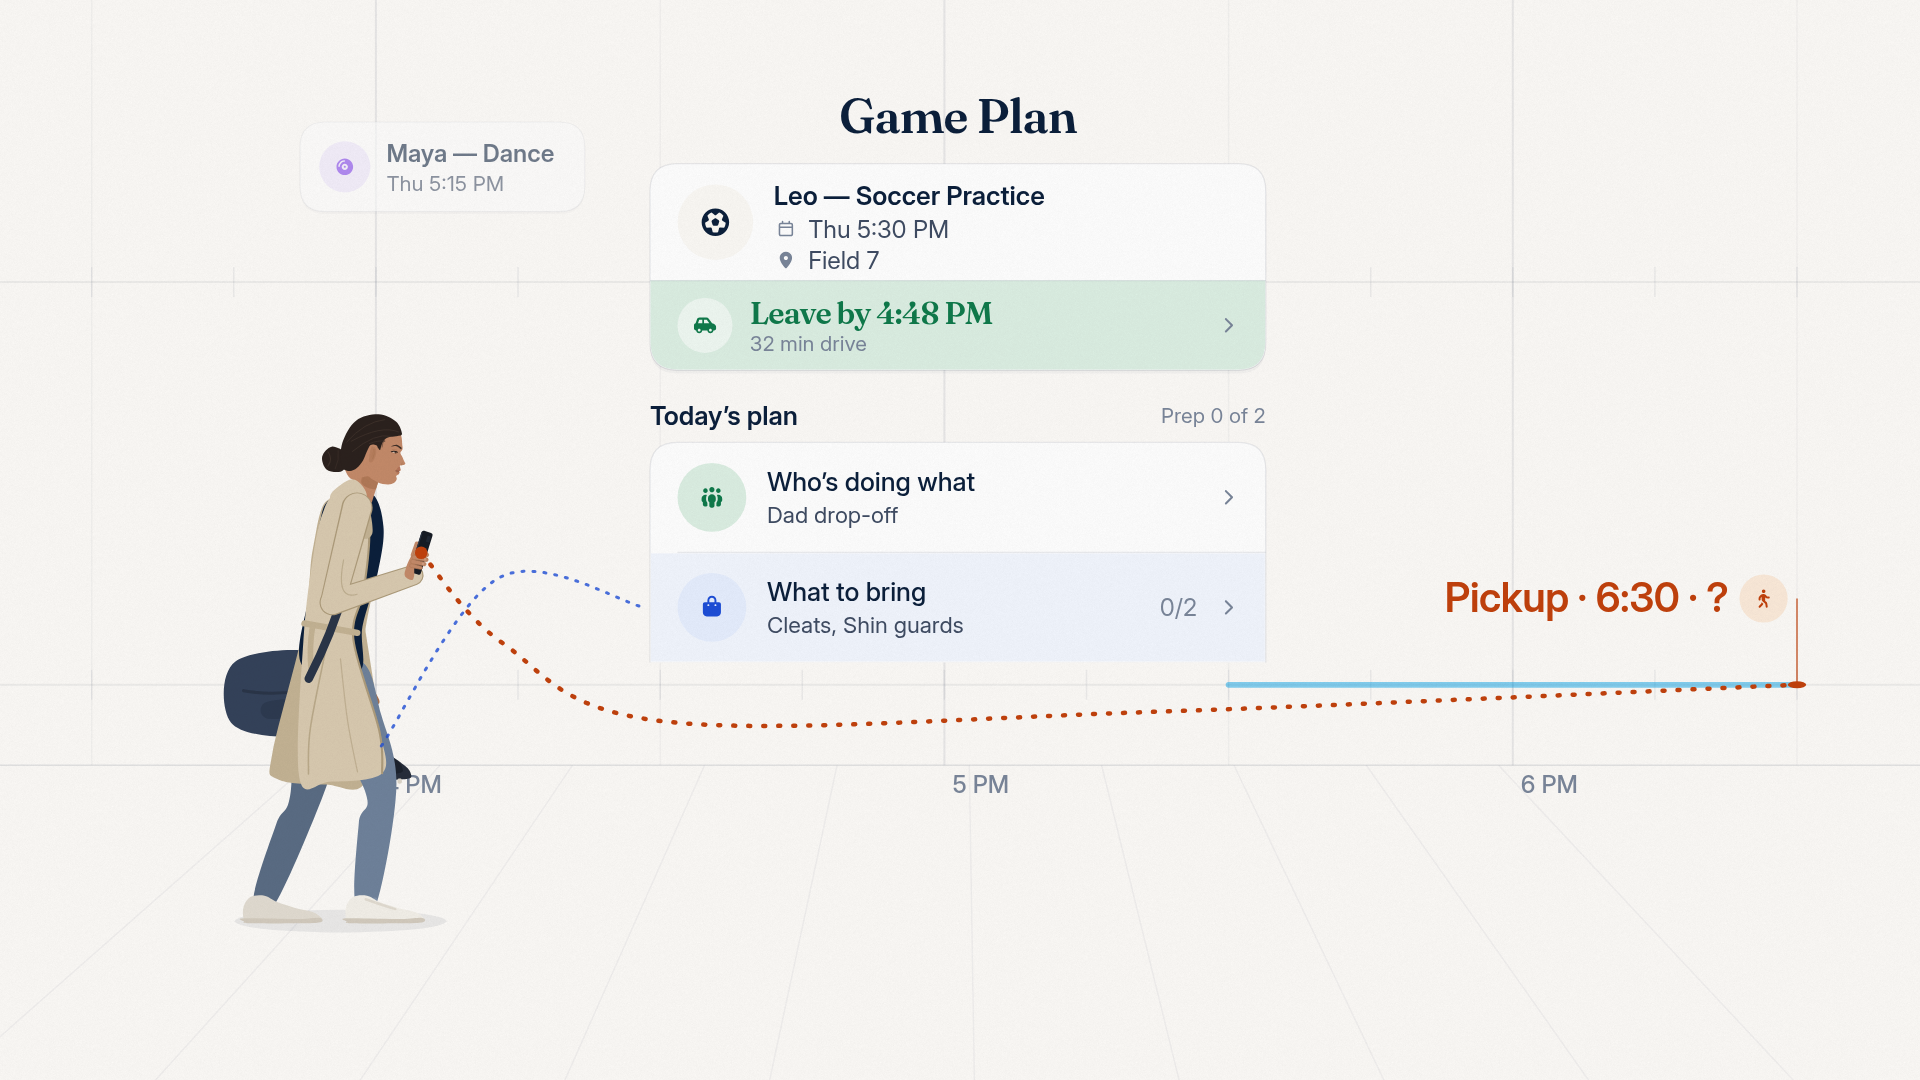 Game Plan
Maya — Dance
Thu 5:15 PM
Leo — Soccer Practice
Thu 5:30 PM
Field 7
Leave by 4:48 PM
32 min drive
Today’s plan
Prep 0 of 2
Who’s doing what
Dad drop-off
What to bring
Cleats, Shin guards
0/2
Pickup · 6:30 · ?
PM
5 PM
6 PM